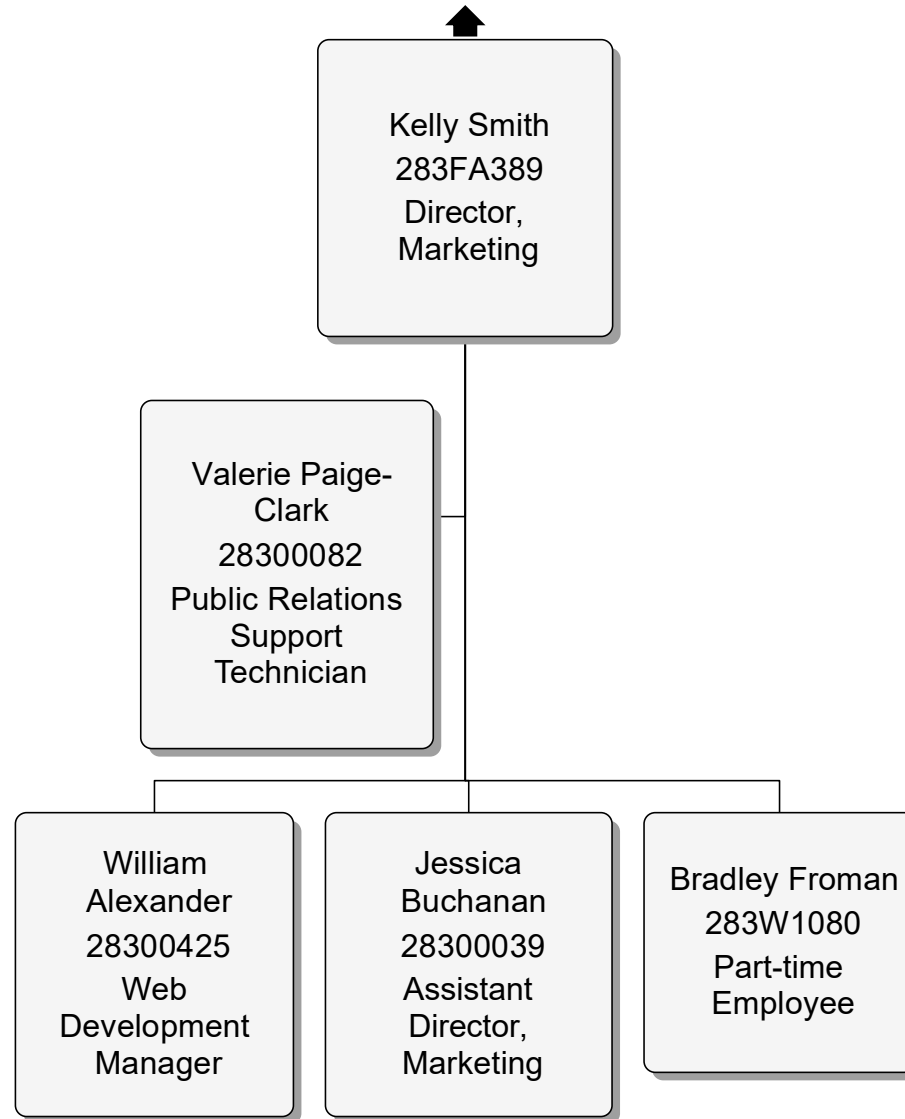 Kelly Smith
283FA389
Director,
Marketing
Valerie Paige-
Clark
28300082
Public Relations
Support
Technician
William
Alexander
28300425
Web
Development
Manager
Jessica
Buchanan
28300039
Assistant
Director,
Marketing
Bradley Froman
283W1080
Part-time
Employee